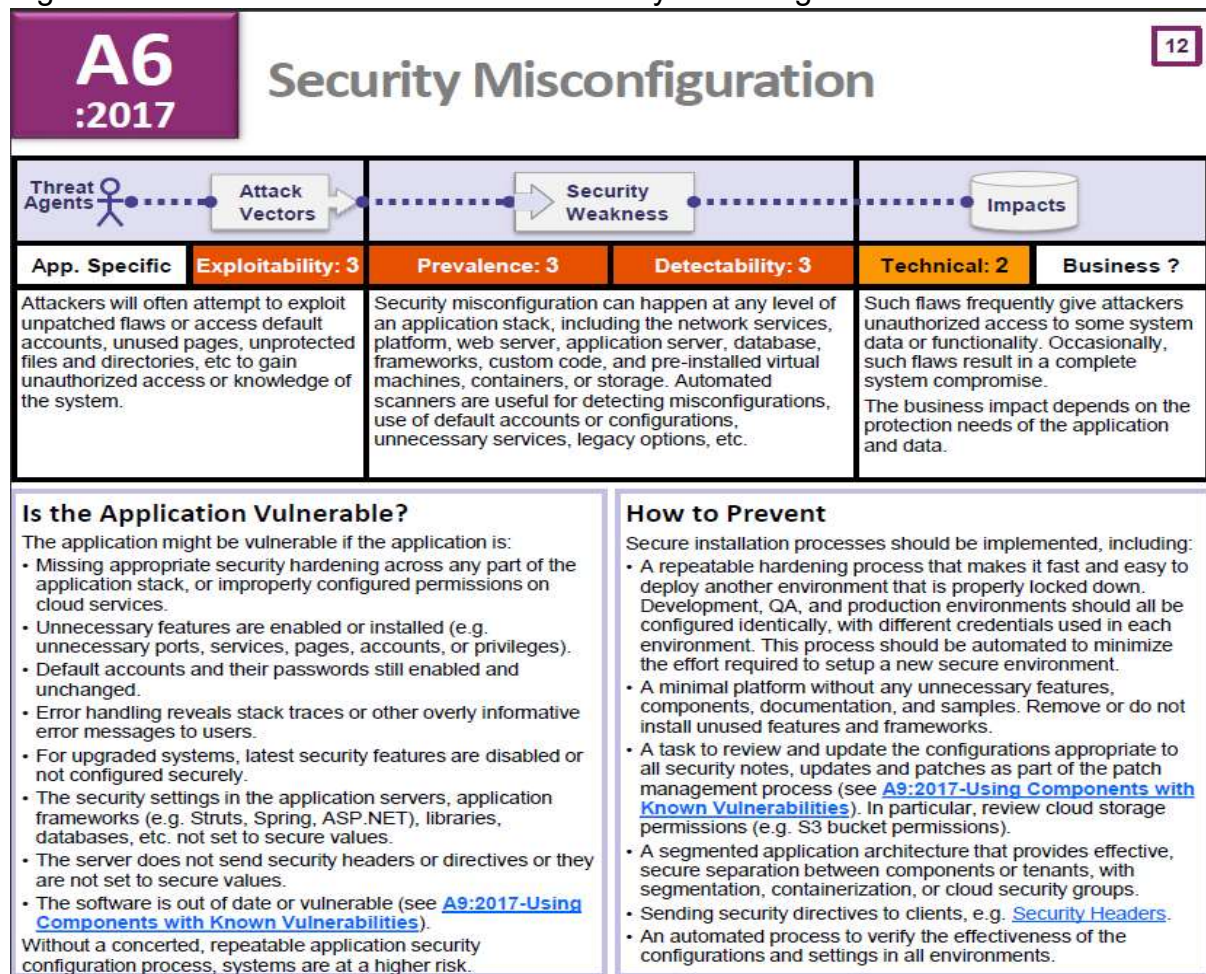 A6
:2017
Security Misconfiguration
12
Threat
Agents
Attack
Vectors
Security
Weakness
Impacts
App. Specific
Exploitability: 3
Prevalence: 3
Detectability: 3
Technical: 2
Business ?
Attackers will often attempt to exploit
unpatched flaws or access default
accounts, unused pages, unprotected
files and directories, etc to gain
unauthorized access or knowledge of
the system.
Security misconfiguration can happen at any level of
an application stack, including the network services,
platform, web server, application server, database,
frameworks, custom code, and pre-installed virtual
machines, containers, or storage. Automated
scanners are useful for detecting misconfigurations,
use of default accounts or configurations,
unnecessary services, legacy options, etc.
Such flaws frequently give attackers
unauthorized access to some system
data or functionality. Occasionally,
such flaws result in a complete
system compromise.
The business impact depends on the
protection needs of the application
and data.
Is the Application Vulnerable?
The application might be vulnerable if the application is:
• Missing appropriate security hardening across any part of the
application stack, or improperly configured permissions on
cloud services.
• Unnecessary features are enabled or installed (e.g.
unnecessary ports, services, pages, accounts, or privileges).
• Default accounts and their passwords still enabled and
unchanged.
• Error handling reveals stack traces or other overly informative
error messages to users.
• For upgraded systems, latest security features are disabled or
not configured securely.
• The security settings in the application servers, application
frameworks (e.g. Struts, Spring, ASP.NET), libraries,
databases, etc. not set to secure values.
• The server does not send security headers or directives or they
are not set to secure values.
• The software is out of date or vulnerable (see A9:2017-Using
Components with Known Vulnerabilities).
Without a concerted, repeatable application security
configuration process, systems are at a higher risk.
How to Prevent
Secure installation processes should be implemented, including:
• A repeatable hardening process that makes it fast and easy to
deploy another environment that is properly locked down.
Development, QA, and production environments should all be
configured identically, with different credentials used in each
environment. This process should be automated to minimize
the effort required to setup a new secure environment.
• A minimal platform without any unnecessary features,
components, documentation, and samples. Remove or do not
install unused features and frameworks.
• A task to review and update the configurations appropriate to
all security notes, updates and patches as part of the patch
management process (see A9:2017-Using Components with
Known Vulnerabilities). In particular, review cloud storage
permissions (e.g. S3 bucket permissions).
• A segmented application architecture that provides effective,
secure separation between components or tenants, with
segmentation, containerization, or cloud security groups.
• Sending security directives to clients, e.g. Security Headers.
• An automated process to verify the effectiveness of the
configurations and settings in all environments.